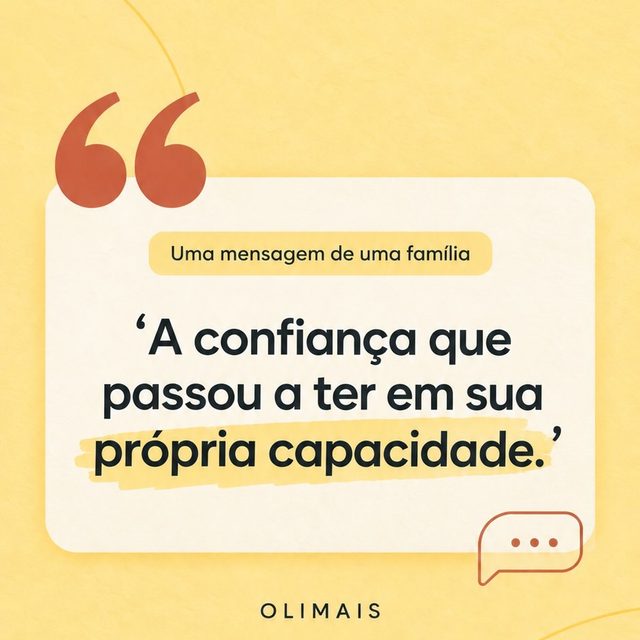 Uma mensagem de uma família
‘A confiança que
passou a ter em sua
própria capacidade.’
OLIMAIS